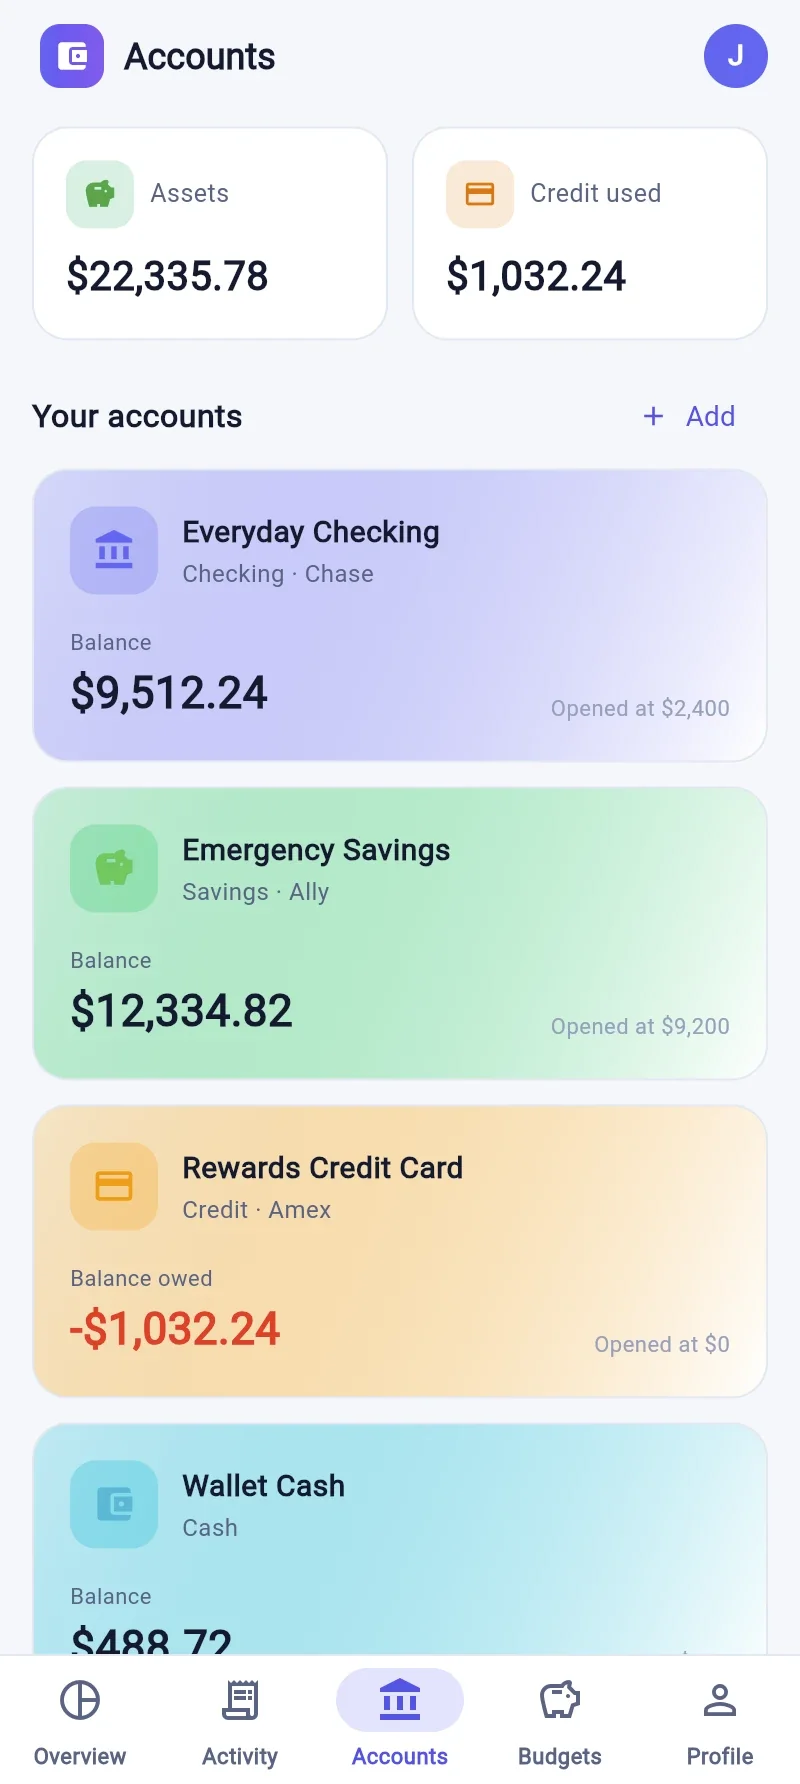 Accounts
J
Assets
$22,335.78
Credit used
$1,032.24
Your accounts
+ Add
Everyday Checking
Checking · Chase
Balance
$9,512.24
Opened at $2,400
Emergency Savings
Savings · Ally
Balance
$12,334.82
Opened at $9,200
Rewards Credit Card
Credit · Amex
Balance owed
-$1,032.24
Opened at $0
Wallet Cash
Cash
Balance
$488.72
Overview
Activity
Accounts
Budgets
Profile